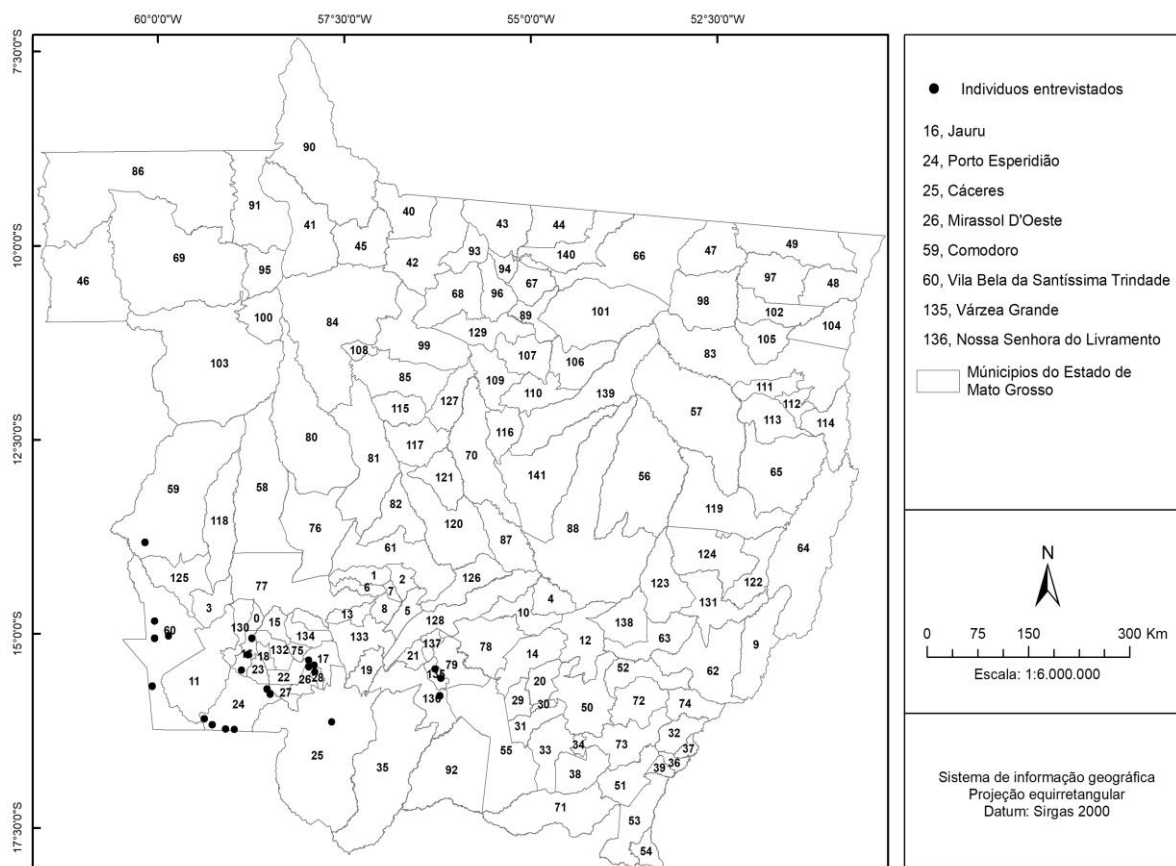 60°0'0"W 57°30'0"W 55°0'0"W 52°30'0"W
7°30'0"S
10°0'0"S
12°30'0"S
15°0'0"S
17°30'0"S
90
86
91 41 40 43 44
45 42 93 140 66 47 49
69 95 94 67 97 48
46 68 96 98
100 84 89 101 102 104
129 105
103 108 99 107 106 83
85 109 110 139 111
115 127 57 112
116 113 114
80 81 117 70
121 141 56 65
59 58 82 119
118 76 120 87 88
61 124 64
125 1 2 126 123 122
77 6 7
3 8 5 10 4 131
0 15 13 128 138
60 130 134 133 137 78 12 63 9
16 18 132 75 17 21 79 14
23 22 26 28 19 135 20 52 62
11 24 27 136 29 30 50 72 74
25 31 32
35 92 55 33 34 73 37
38 39 36
71 51
53
54
Individuos entrevistados
16, Jauru
24, Porto Esperidião
25, Cáceres
26, Mirassol D'Oeste
59, Comodoro
60, Vila Bela da Santíssima Trindade
135, Várzea Grande
136, Nossa Senhora do Livramento
Múnicipios do Estado de
Mato Grosso
N
0 75 150 300 Km
Escala: 1:6.000.000
Sistema de informação geográfica
Projeção equirretangular
Datum: Sirgas 2000